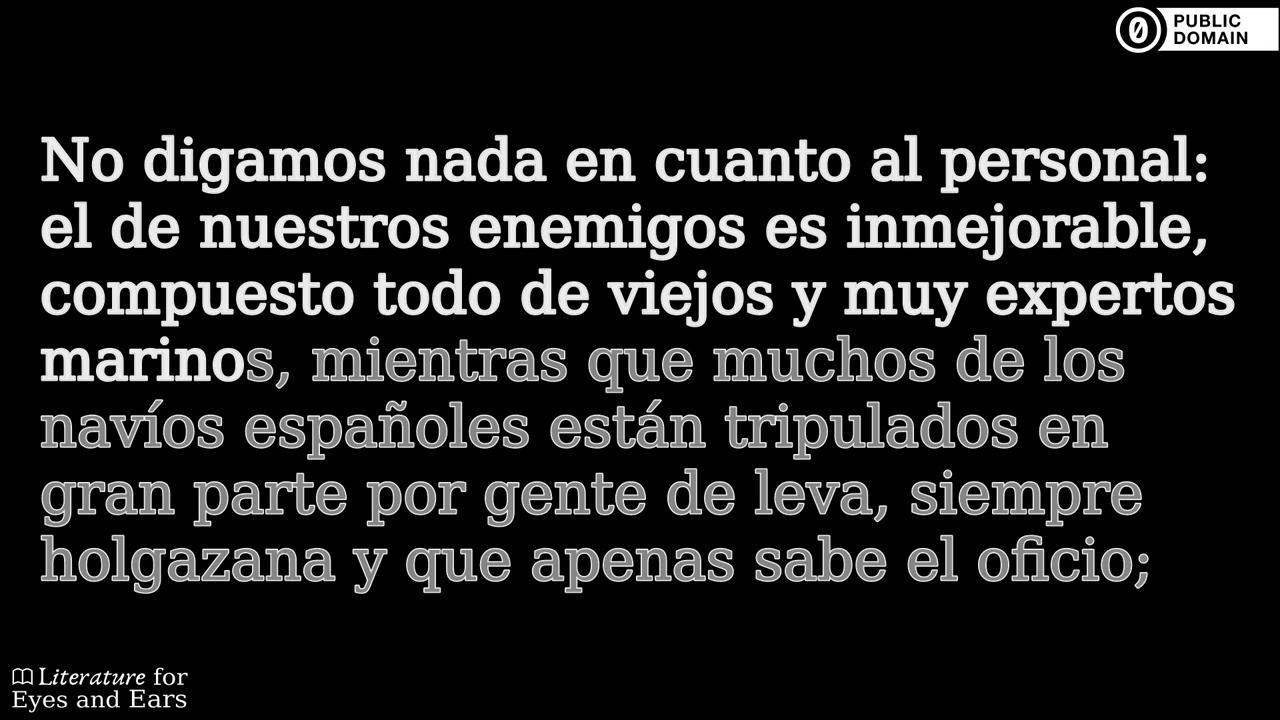 PUBLIC
DOMAIN
No digamos nada en cuanto al personal:
el de nuestros enemigos es inmejorable,
compuesto todo de viejos y muy expertos
marinos, mientras que muchos de los
navíos españoles están tripulados en
gran parte por gente de leva, siempre
holgazana y que apenas sabe el oficio;
Literature for
Eyes and Ears